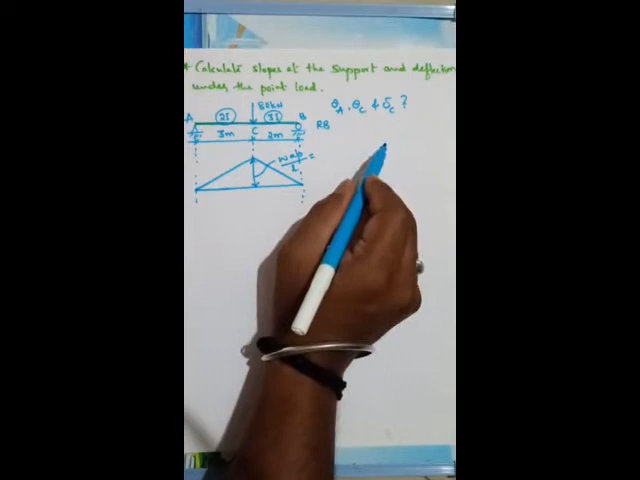 * Calculate slopes at the support and deflection
under the point load.
80kN
θA, θC & δC ?
A 2I 3I B
3m C 2m RB
wab/L =